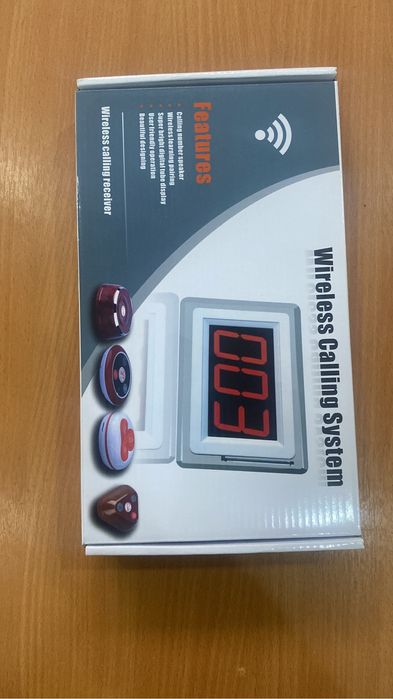 Wireless Calling System
Features
Calling number speaker
Wireless learning pairing
Super bright digital tube display
User friendly operation
Beautiful designing
Wireless calling receiver
003